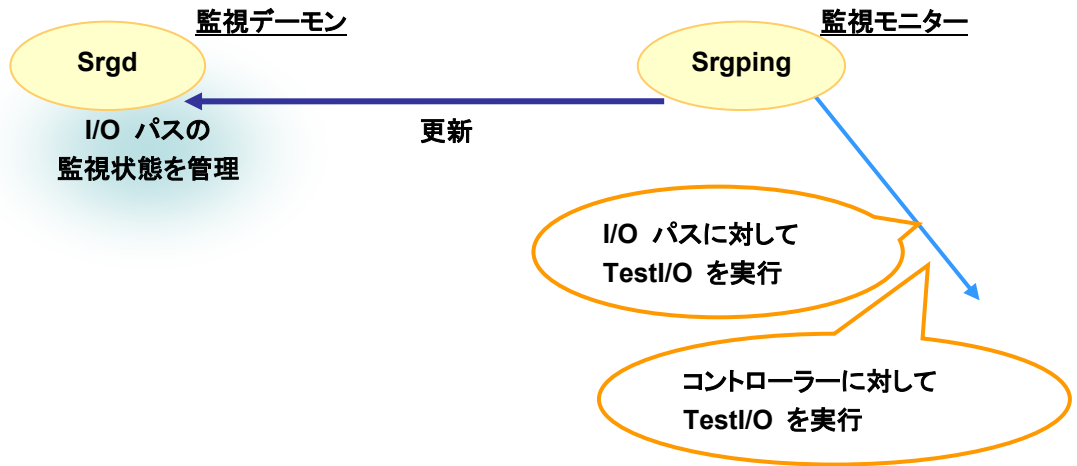 監視デーモン
監視モニター
Srgd
Srgping
I/O パスの
監視状態を管理
更新
I/O パスに対して
TestI/O を実行
コントローラーに対して
TestI/O を実行